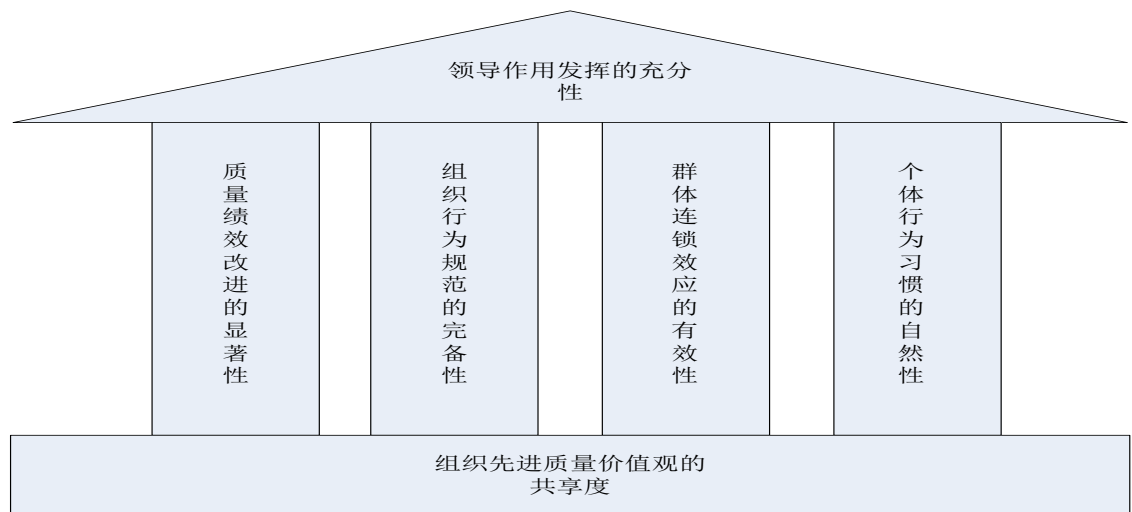 领导作用发挥的充分
性
质量绩效改进的显著性
组织行为规范的完备性
群体连锁效应的有效性
个体行为习惯的自然性
组织先进质量价值观的
共享度